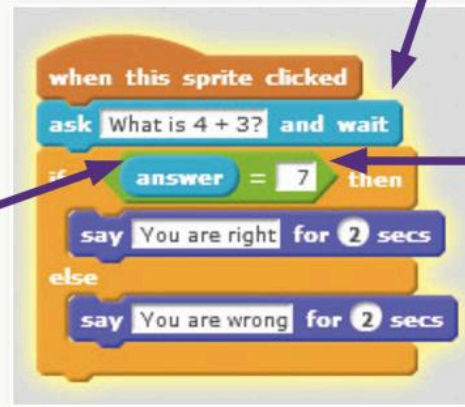 when this sprite clicked
ask What is 4 + 3? and wait
if answer = 7 then
say You are right for 2 secs
else
say You are wrong for 2 secs